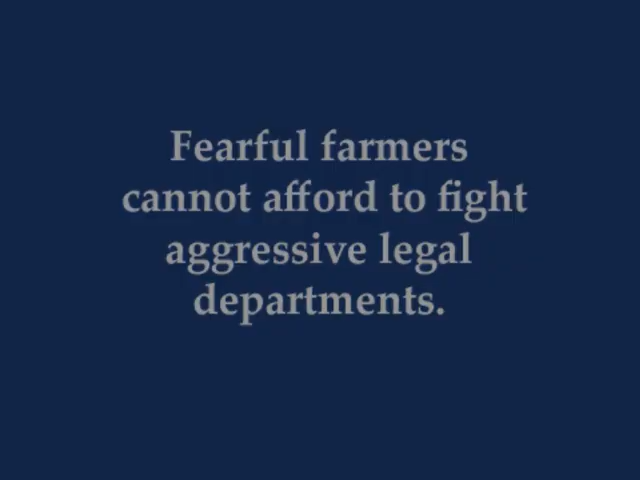 Fearful farmers
cannot afford to fight
aggressive legal
departments.